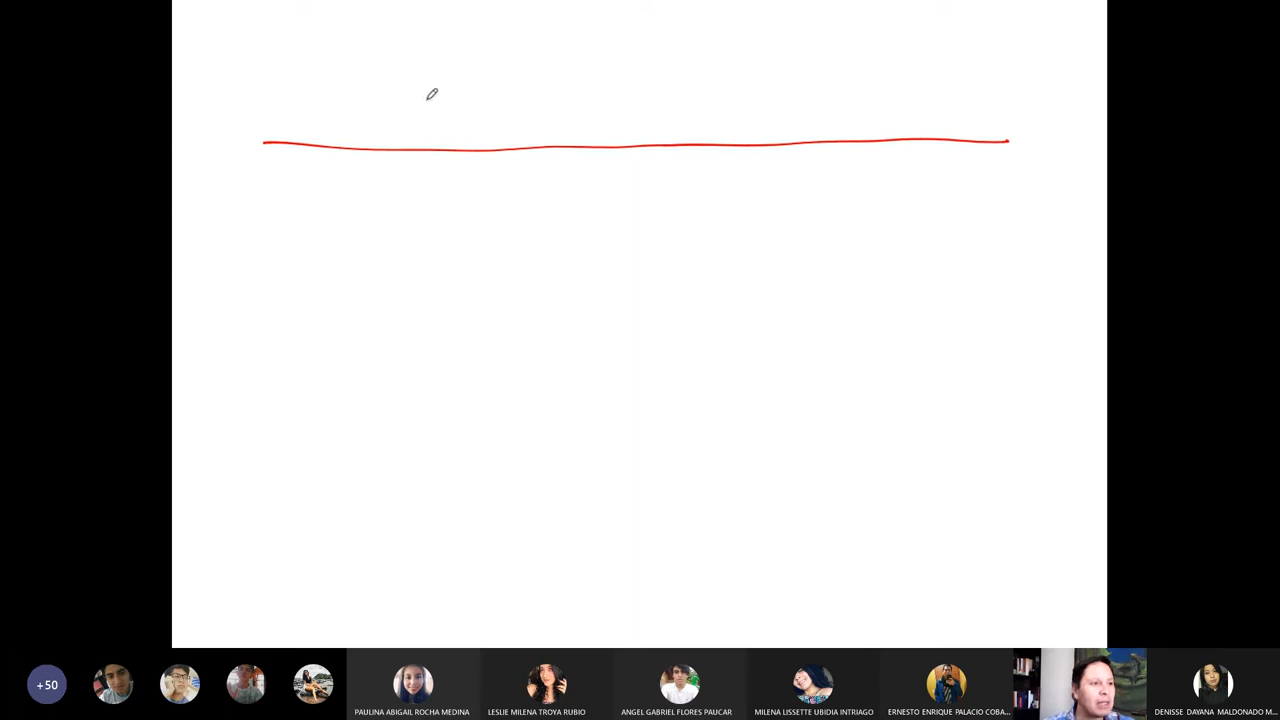 +50
PAULINA ABIGAIL ROCHA MEDINA
LESLIE MILENA TROYA RUBIO
ANGEL GABRIEL FLORES PAUCAR
MILENA LISSETTE UBIDIA INTRIAGO
ERNESTO ENRIQUE PALACIO COBA...
DENISSE DAYANA MALDONADO M...